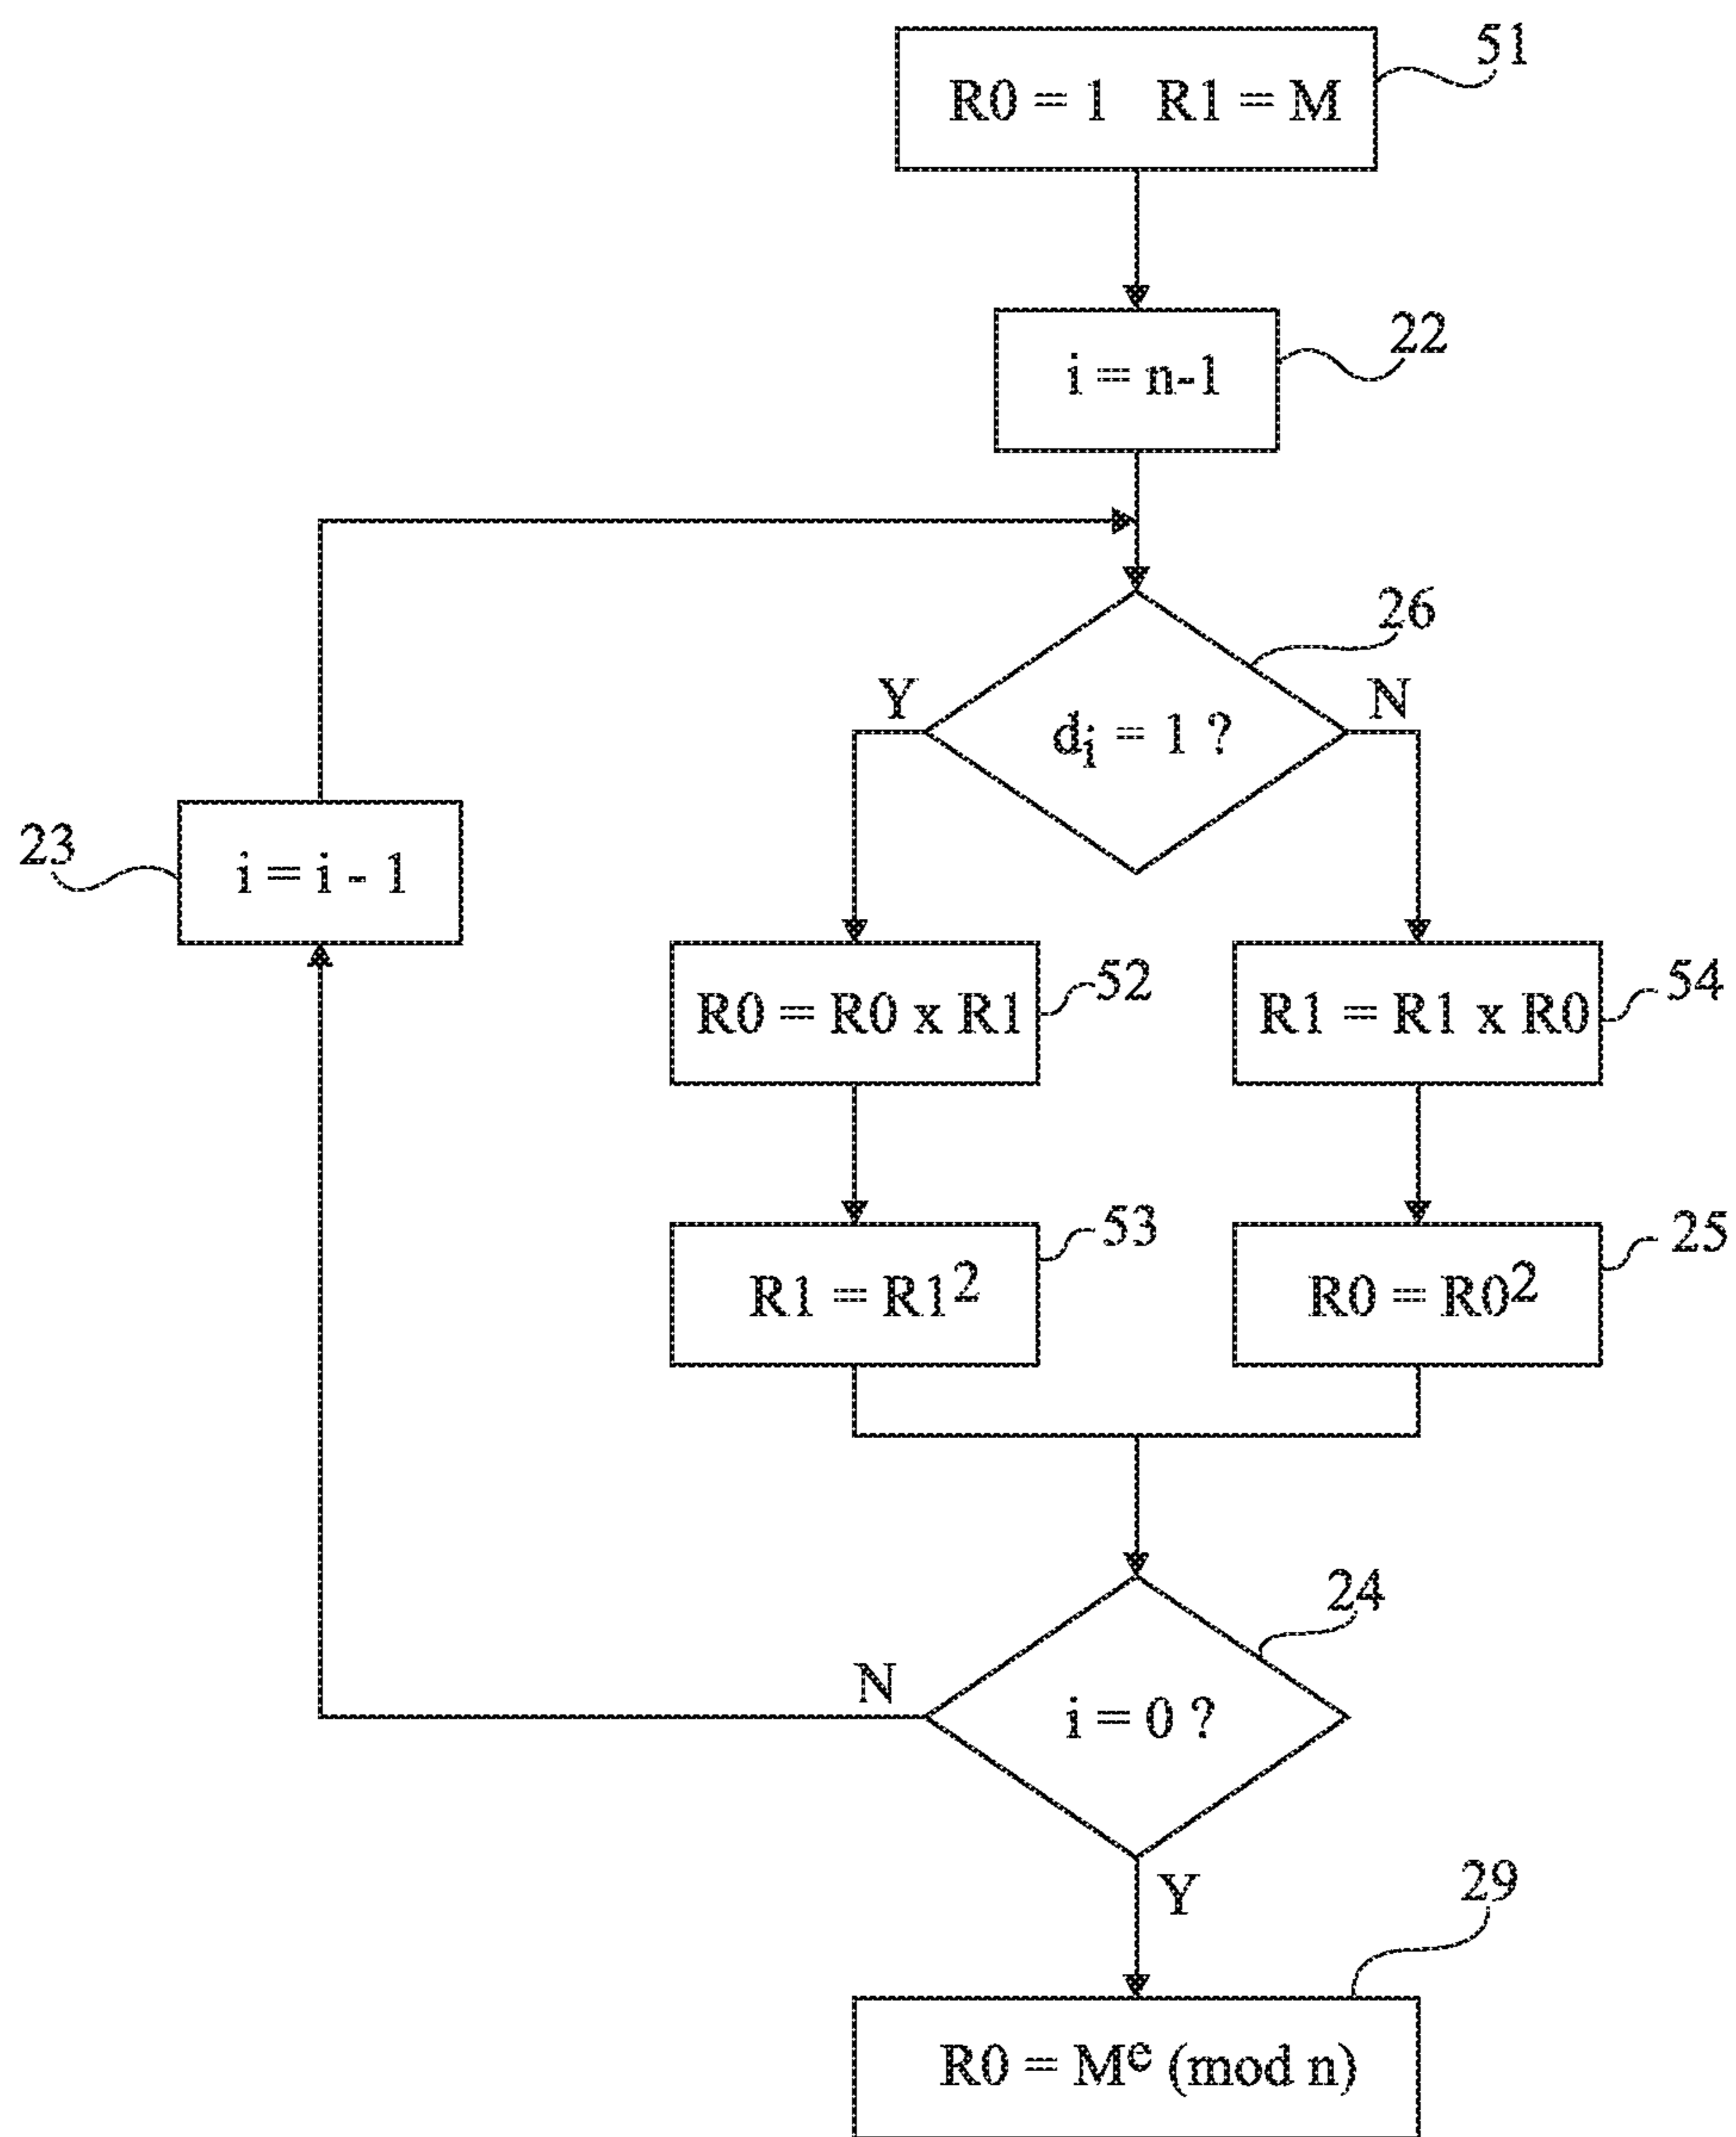 51
R0 = 1 R1 = M
22
i = n-1
26
Y
N
d_i = 1 ?
23
i = i - 1
52
54
R0 = R0 x R1
R1 = R1 x R0
53
25
R1 = R1²
R0 = R0²
24
N
i = 0 ?
Y
29
R0 = Mᵉ (mod n)